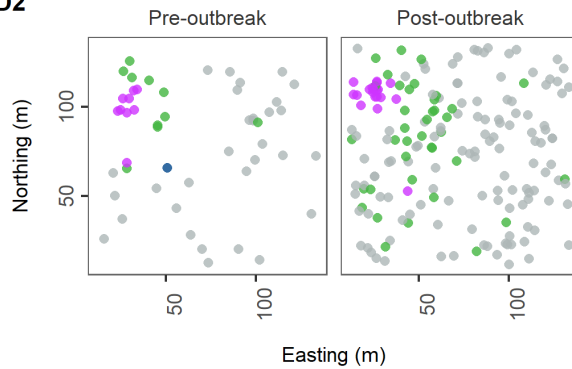 D2
Pre-outbreak
Post-outbreak
Northing (m)
100
50
50
100
50
100
Easting (m)